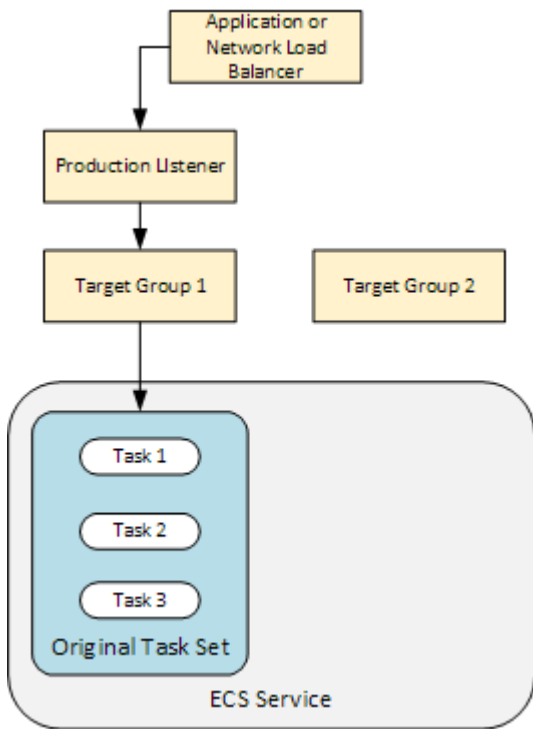 Application or
Network Load
Balancer
Production LIstener
Target Group 1
Target Group 2
Task 1
Task 2
Task 3
Original Task Set
ECS Service